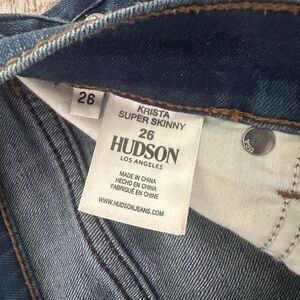 26
KRISTA
SUPER SKINNY
26
HUDSON
LOS ANGELES
MADE IN CHINA
HECHO EN CHINA
FABRIQUÉ EN CHINE
WWW.HUDSONJEANS.COM